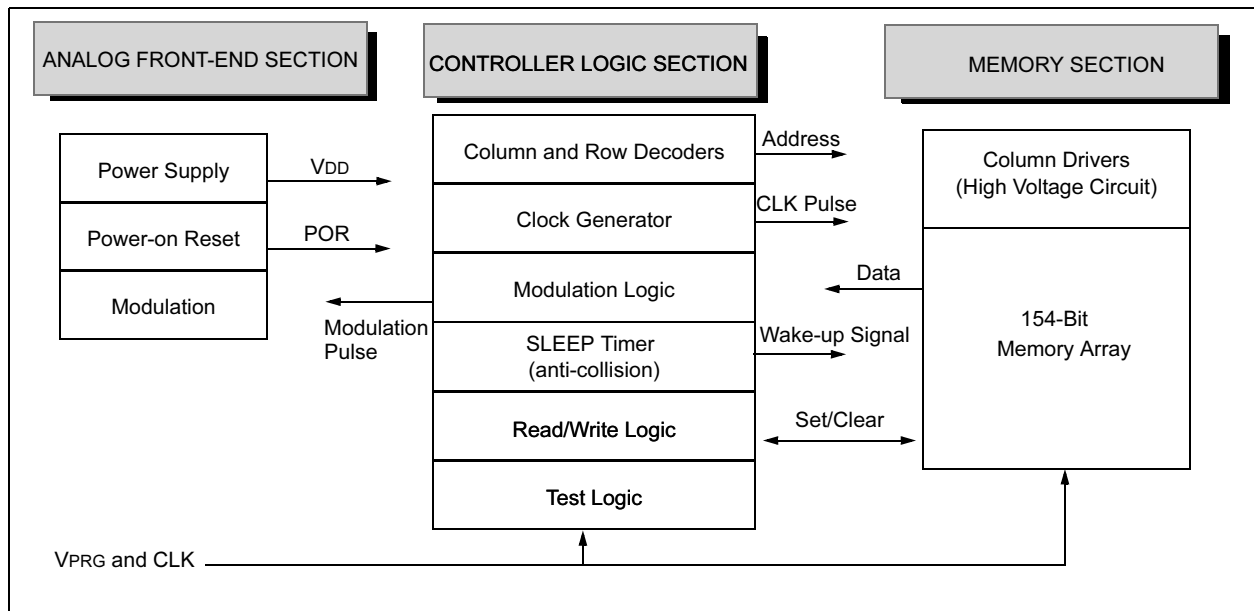 ANALOG FRONT-END SECTION
CONTROLLER LOGIC SECTION
MEMORY SECTION
Power Supply
Power-on Reset
Modulation
VDD
POR
Modulation
Pulse
Column and Row Decoders
Clock Generator
Modulation Logic
SLEEP Timer
(anti-collision)
Read/Write Logic
Test Logic
Address
CLK Pulse
Data
Wake-up Signal
Set/Clear
Column Drivers
(High Voltage Circuit)
154-Bit
Memory Array
VPRG and CLK